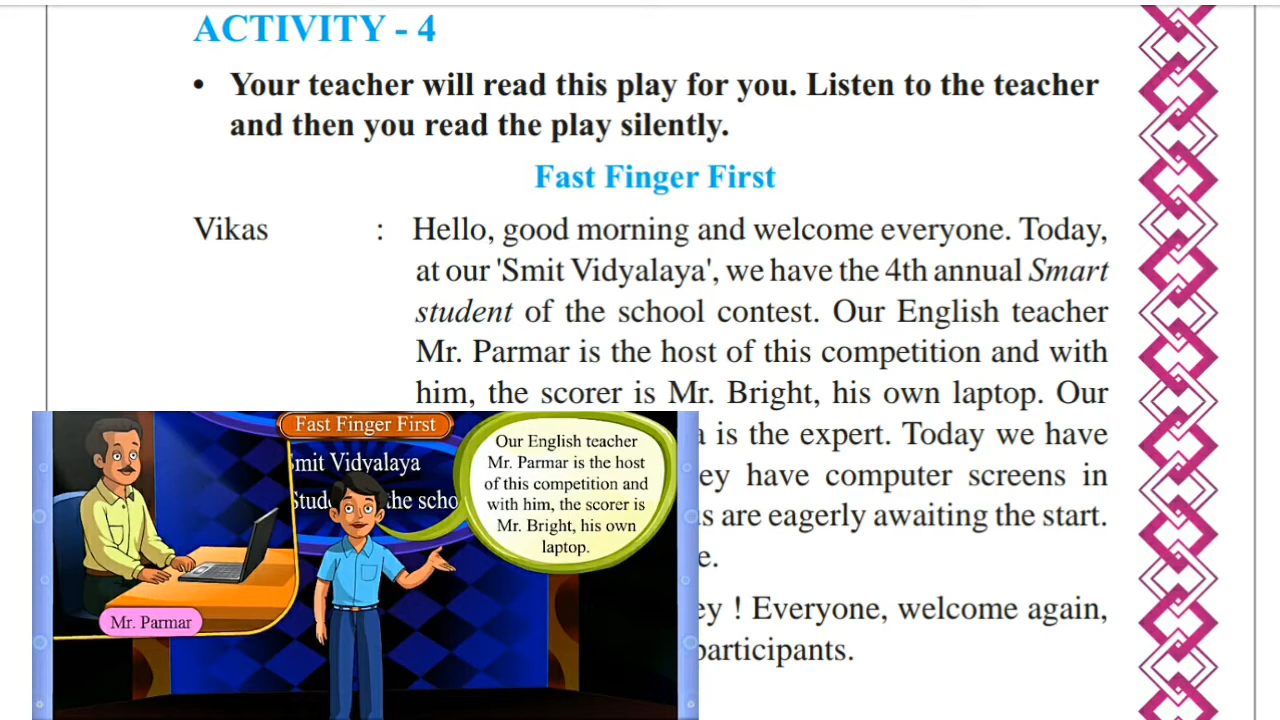 ACTIVITY - 4
• Your teacher will read this play for you. Listen to the teacher
and then you read the play silently.
Fast Finger First
Vikas : Hello, good morning and welcome everyone. Today,
at our 'Smit Vidyalaya', we have the 4th annual Smart
student of the school contest. Our English teacher
Mr. Parmar is the host of this competition and with
him, the scorer is Mr. Bright, his own laptop. Our
is the expert. Today we have
have computer screens in
are eagerly awaiting the start.
! Everyone, welcome again,
participants.
Fast Finger First
mit Vidyalaya
the scho
Our English teacher
Mr. Parmar is the host
of this competition and
with him, the scorer is
Mr. Bright, his own
laptop.
Mr. Parmar